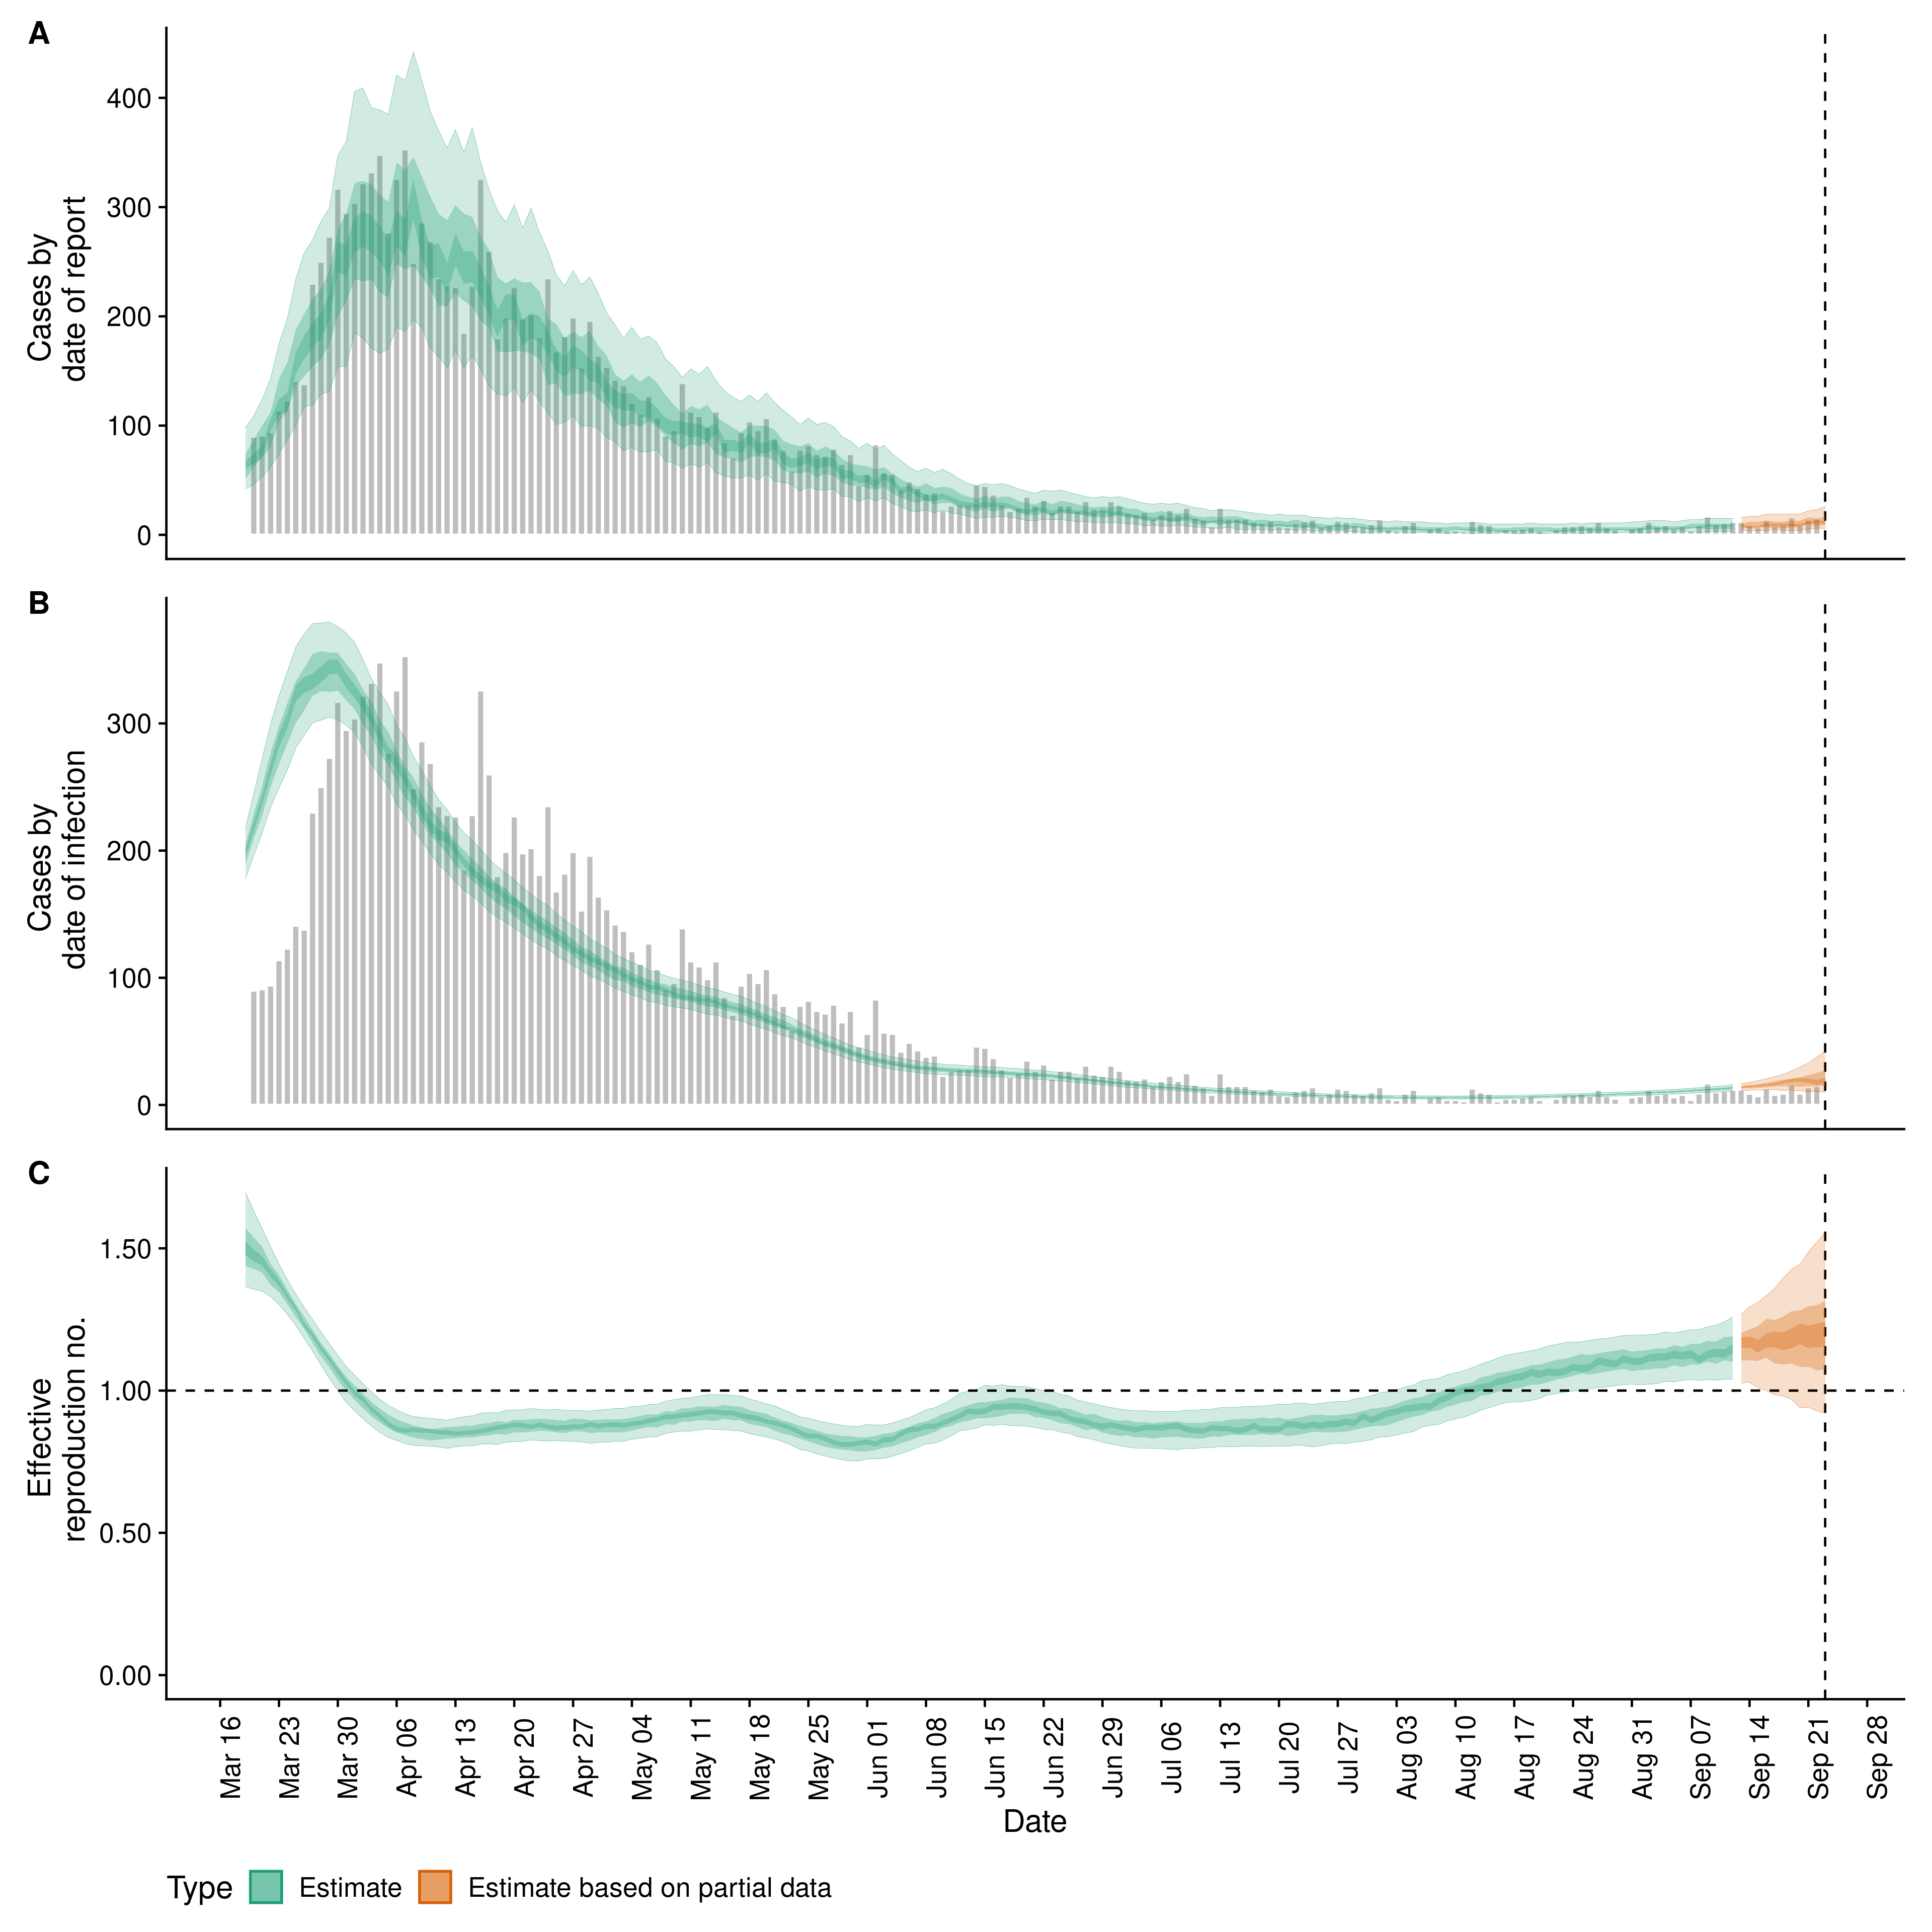 A
400
300
200
100
0
Cases by
date of report
B
300
200
100
0
Cases by
date of infection
C
1.50
1.00
0.50
0.00
Effective
reproduction no.
Mar 16
Mar 23
Mar 30
Apr 06
Apr 13
Apr 20
Apr 27
May 04
May 11
May 18
May 25
Jun 01
Jun 08
Jun 15
Jun 22
Jun 29
Jul 06
Jul 13
Jul 20
Jul 27
Aug 03
Aug 10
Aug 17
Aug 24
Aug 31
Sep 07
Sep 14
Sep 21
Sep 28
Date
Type Estimate Estimate based on partial data